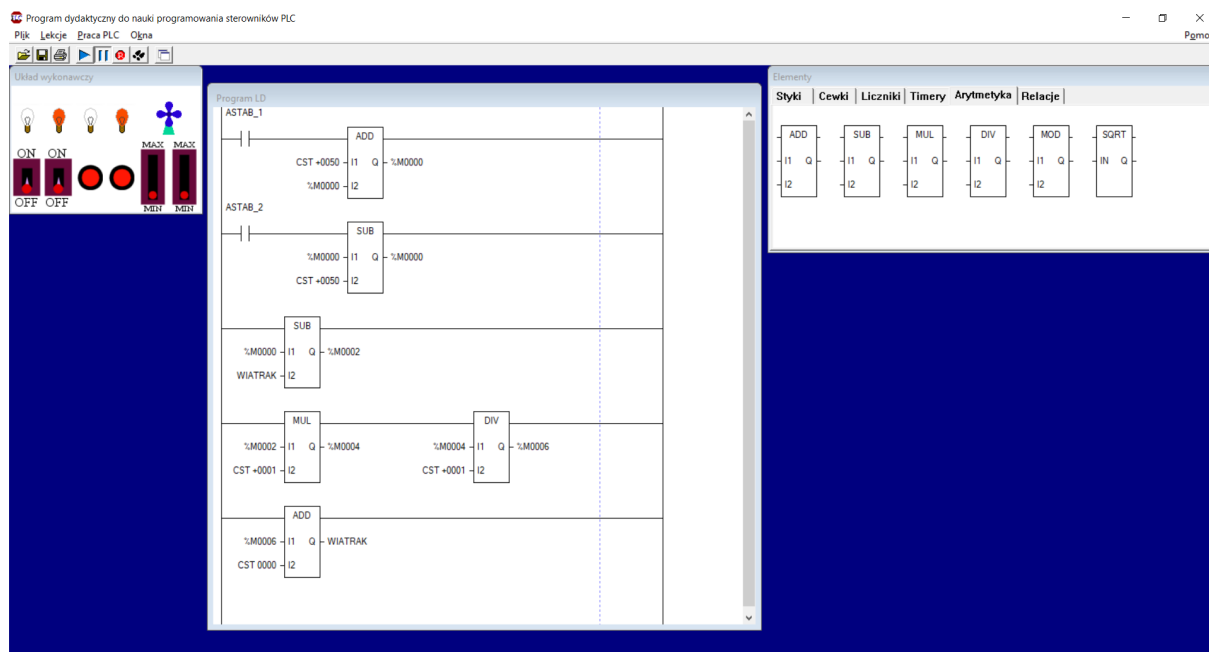 Program dydaktyczny do nauki programowania sterowników PLC
Plik Lekcje Praca PLC Okna
Układ wykonawczy
ON ON MAX MAX
OFF OFF MIN MIN
Program LD
ASTAB_1
ADD
CST +0050 I1 Q %M0000
%M0000 I2
ASTAB_2
SUB
%M0000 I1 Q %M0000
CST +0050 I2
SUB
%M0000 I1 Q %M0002
WIATRAK I2
MUL DIV
%M0002 I1 Q %M0004 %M0004 I1 Q %M0006
CST +0001 I2 CST +0001 I2
ADD
%M0006 I1 Q WIATRAK
CST 0000 I2
Elementy
Styki Cewki Liczniki Timery Arytmetyka Relacje
ADD SUB MUL DIV MOD SQRT
I1 Q I1 Q I1 Q I1 Q I1 Q IN Q
I2 I2 I2 I2 I2
Pomo